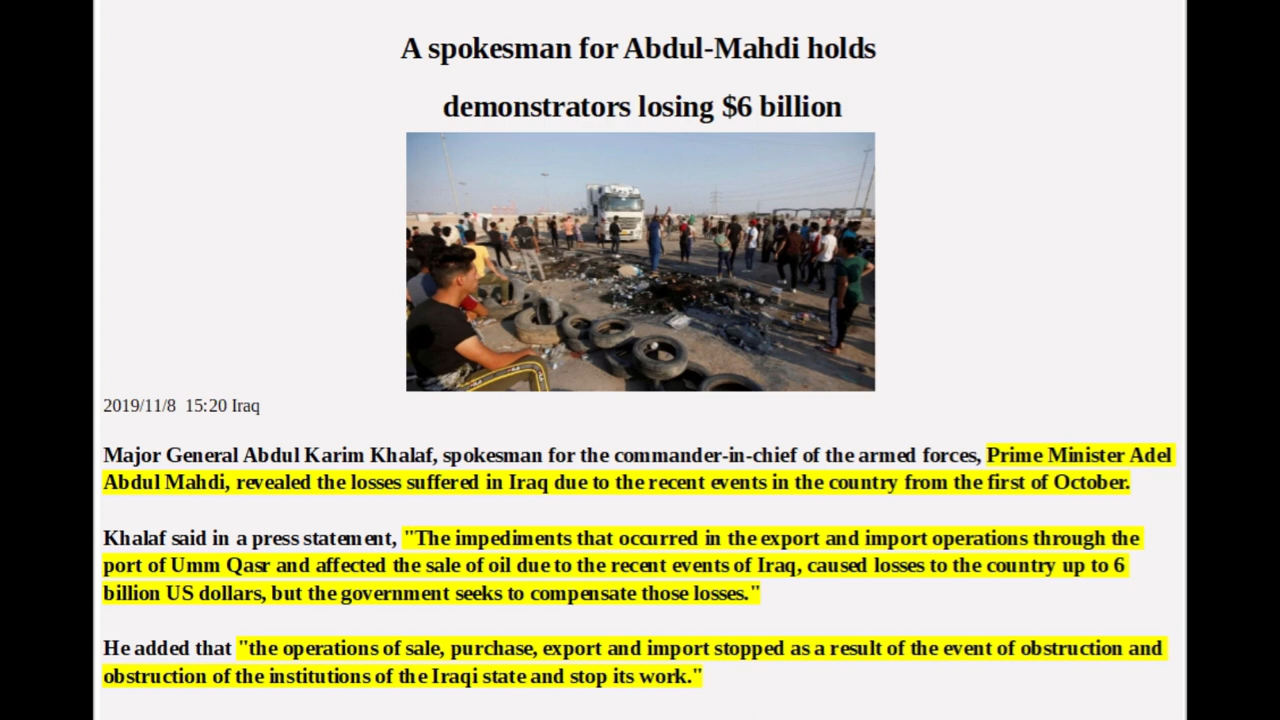 A spokesman for Abdul-Mahdi holds
demonstrators losing $6 billion
2019/11/8 15:20 Iraq
Major General Abdul Karim Khalaf, spokesman for the commander-in-chief of the armed forces, Prime Minister Adel
Abdul Mahdi, revealed the losses suffered in Iraq due to the recent events in the country from the first of October.
Khalaf said in a press statement, "The impediments that occurred in the export and import operations through the
port of Umm Qasr and affected the sale of oil due to the recent events of Iraq, caused losses to the country up to 6
billion US dollars, but the government seeks to compensate those losses."
He added that "the operations of sale, purchase, export and import stopped as a result of the event of obstruction and
obstruction of the institutions of the Iraqi state and stop its work."